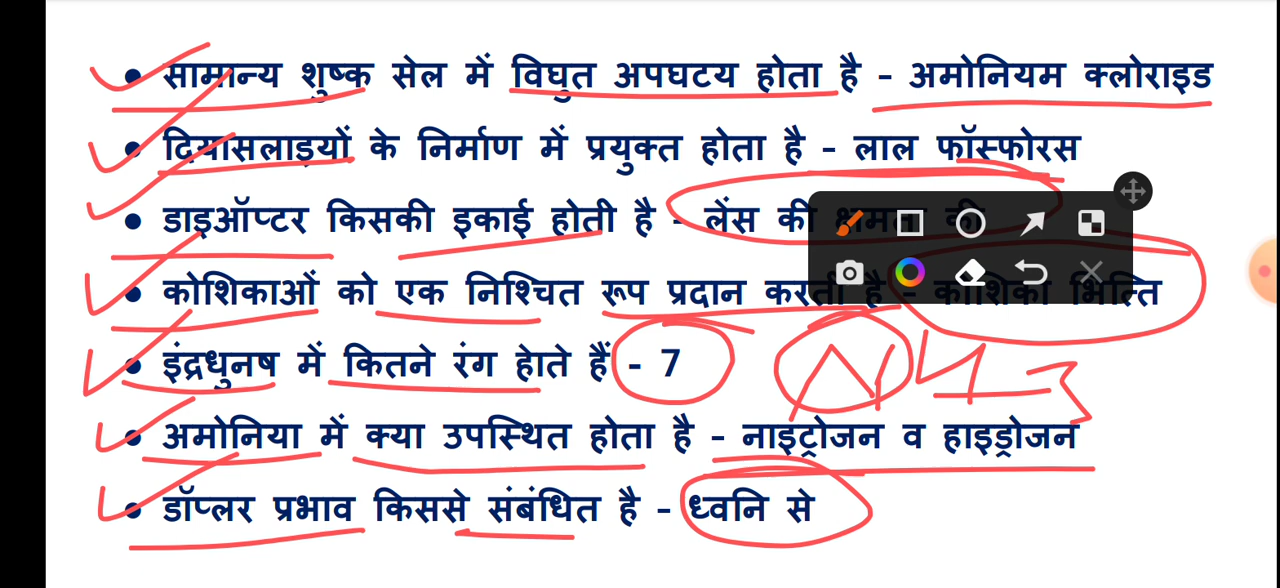 • सामान्य शुष्क सेल में विघुत अपघटय होता है - अमोनियम क्लोराइड
• दियासलाइयों के निर्माण में प्रयुक्त होता है - लाल फॉस्फोरस
• डाइऑप्टर किसकी इकाई होती है - लेंस की क्षमता की
• कोशिकाओं को एक निश्चित रूप प्रदान करती है - कोशिका भित्ति
• इंद्रधुनष में कितने रंग हेाते हैं - 7 NH3
• अमोनिया में क्या उपस्थित होता है - नाइट्रोजन व हाइड्रोजन
• डॉप्लर प्रभाव किससे संबंधित है - ध्वनि से